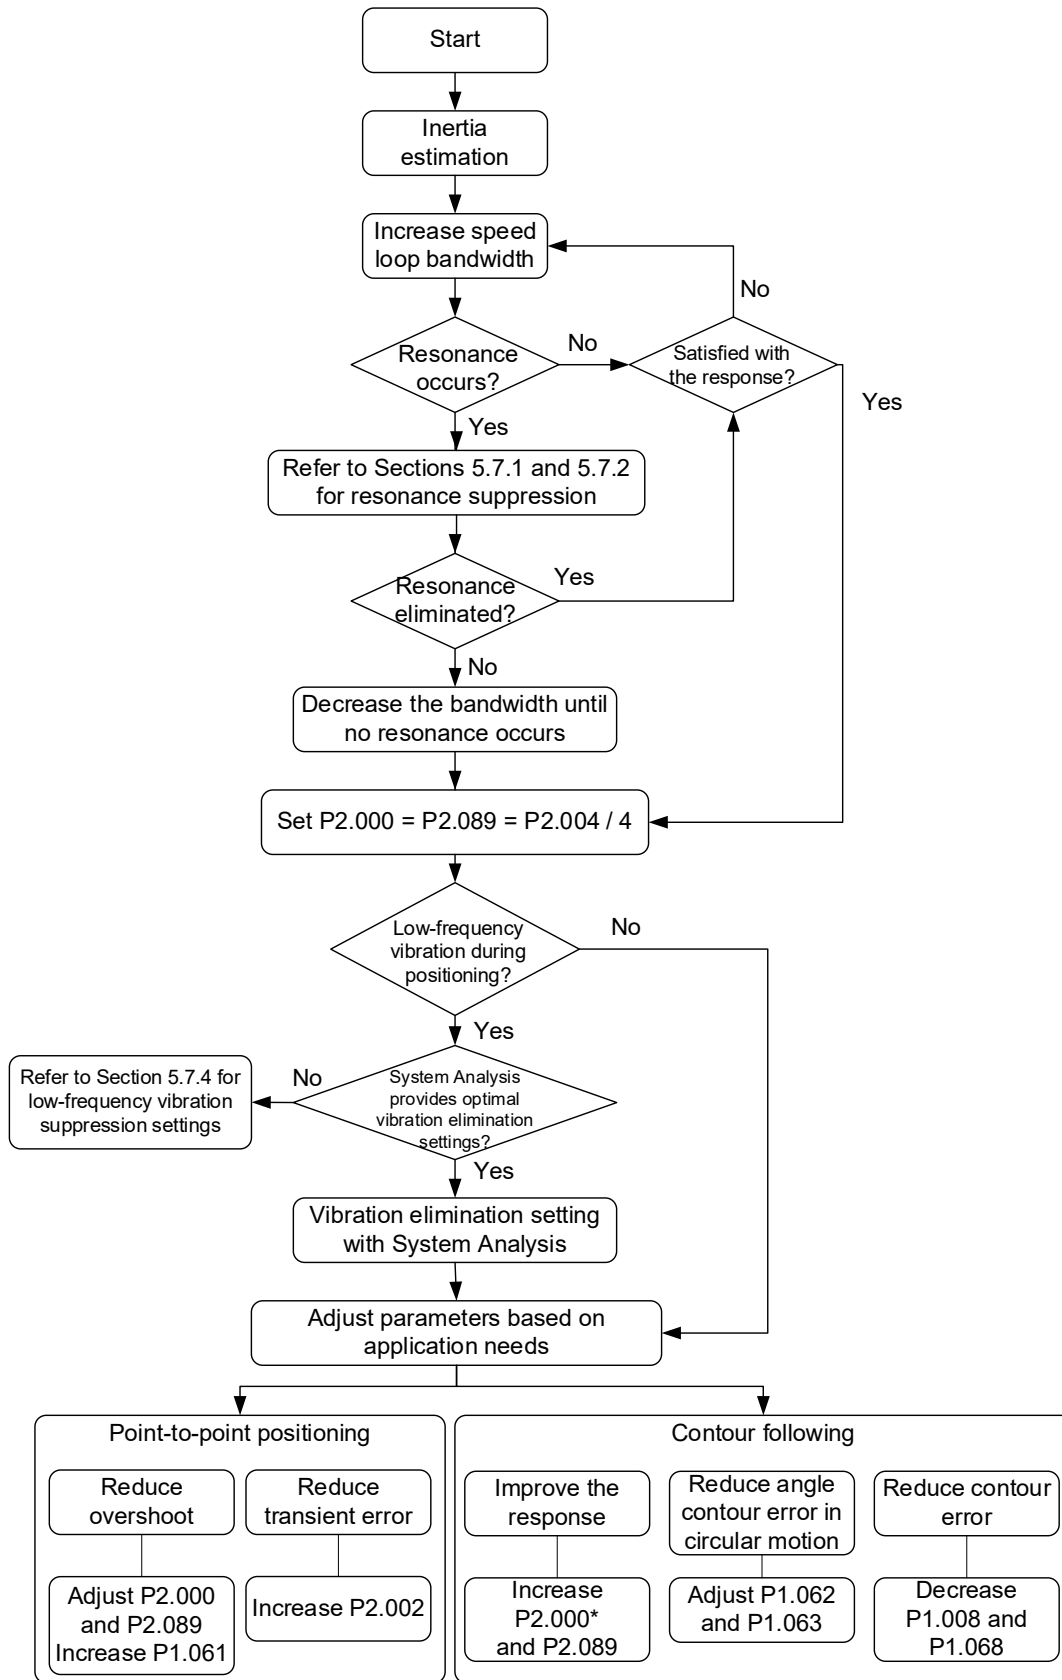 Start
Inertia
estimation
Increase speed
loop bandwidth
No
Resonance
occurs?
No
Satisfied with
the response?
Yes
Yes
Refer to Sections 5.7.1 and 5.7.2
for resonance suppression
Resonance
eliminated?
Yes
No
Decrease the bandwidth until
no resonance occurs
Set P2.000 = P2.089 = P2.004 / 4
Low-frequency
vibration during
positioning?
No
Yes
Refer to Section 5.7.4 for
low-frequency vibration
suppression settings
No
System Analysis
provides optimal
vibration elimination
settings?
Yes
Vibration elimination setting
with System Analysis
Adjust parameters based on
application needs
Point-to-point positioning
Reduce
overshoot
Reduce
transient error
Adjust P2.000
and P2.089
Increase P1.061
Increase P2.002
Contour following
Improve the
response
Reduce angle
contour error in
circular motion
Reduce contour
error
Increase
P2.000*
and P2.089
Adjust P1.062
and P1.063
Decrease
P1.008 and
P1.068